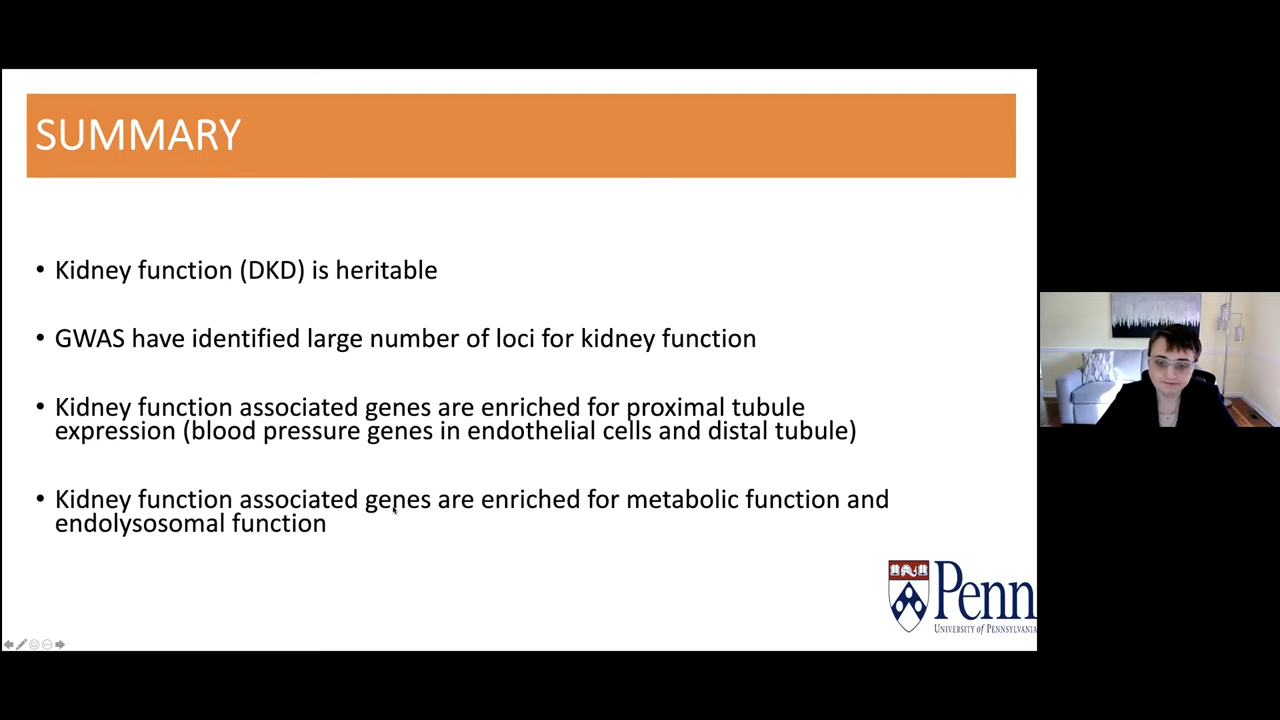 SUMMARY
• Kidney function (DKD) is heritable
• GWAS have identified large number of loci for kidney function
• Kidney function associated genes are enriched for proximal tubule
expression (blood pressure genes in endothelial cells and distal tubule)
• Kidney function associated genes are enriched for metabolic function and
endolysosomal function
Penn
UNIVERSITY of PENNSYLVANIA